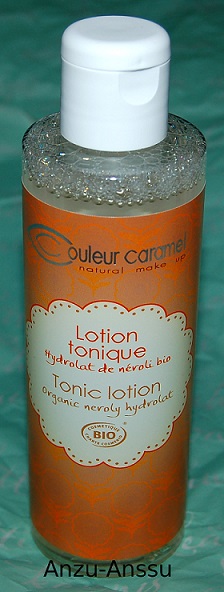 Couleur caramel
natural make up
Lotion
tonique
Hydrolat de néroli bio
Tonic lotion
Organic neroly hydrolat
COSMETIQUE
BIO
Anzu-Anssu